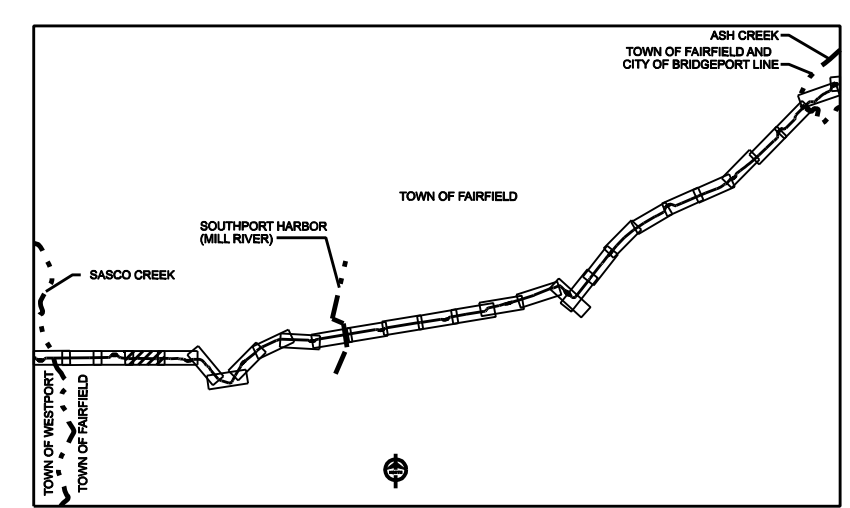 ASH CREEK
TOWN OF FAIRFIELD AND
CITY OF BRIDGEPORT LINE
TOWN OF FAIRFIELD
SOUTHPORT HARBOR
(MILL RIVER)
SASCO CREEK
TOWN OF WESTPORT
TOWN OF FAIRFIELD